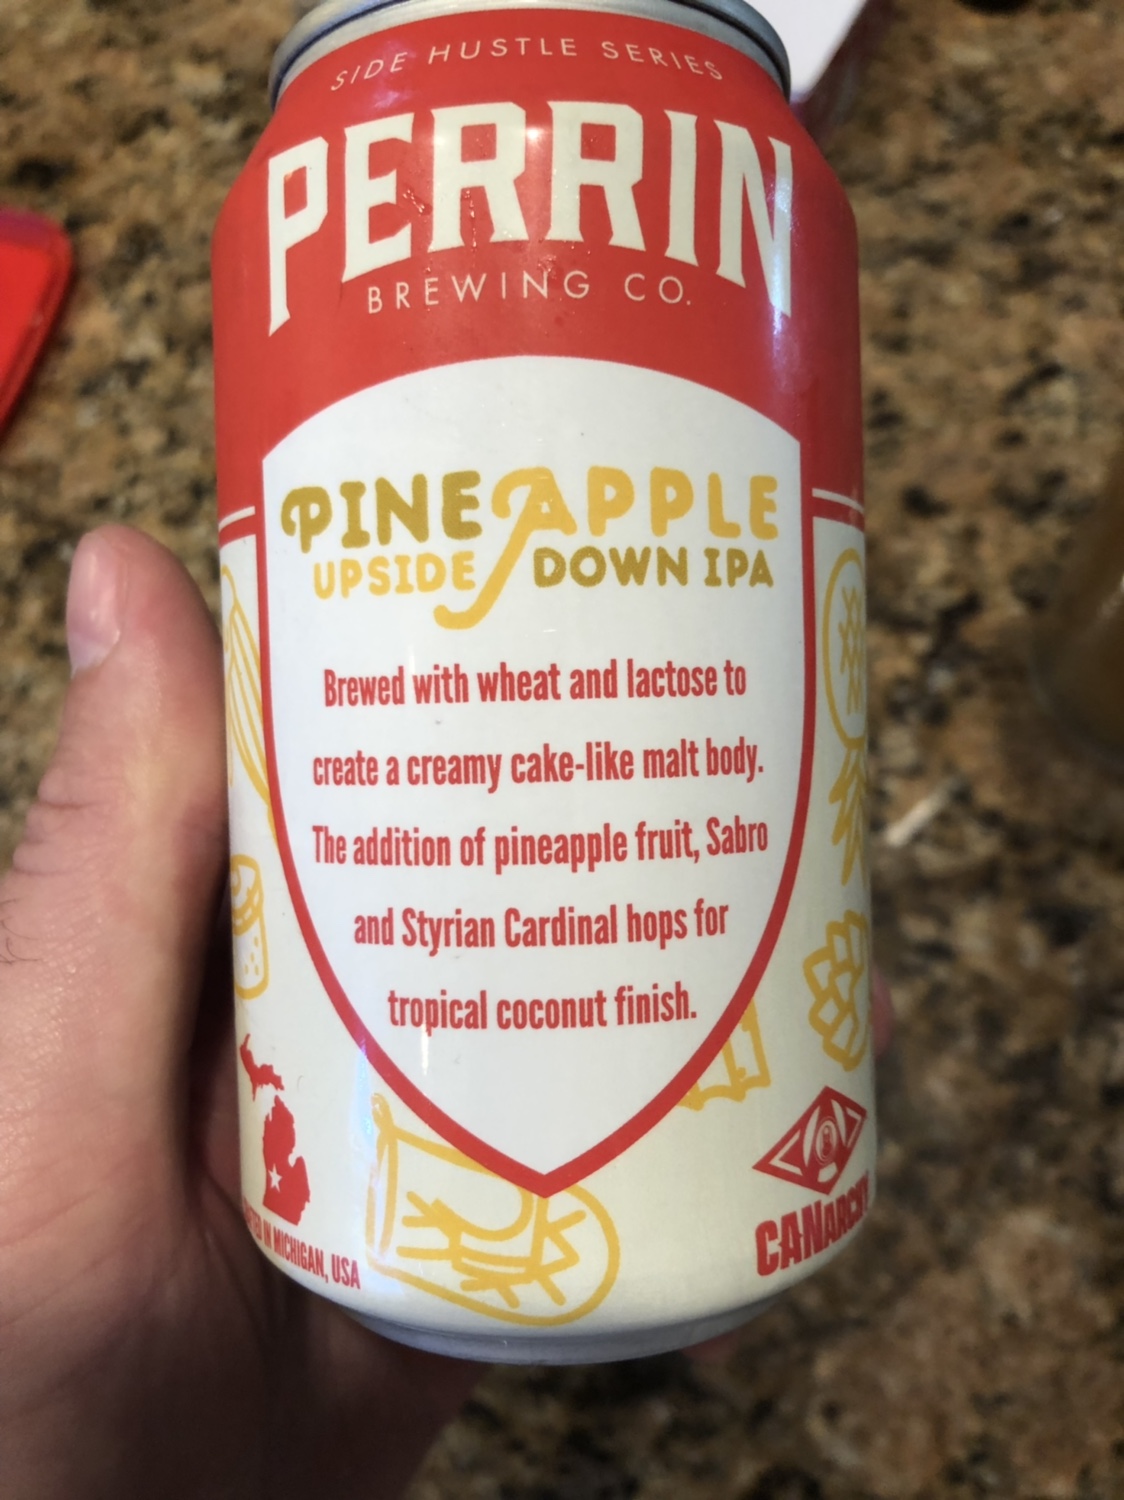 SIDE HUSTLE SERIES
PERRIN
BREWING CO.
PINEAPPLE
UPSIDE DOWN IPA
Brewed with wheat and lactose to
create a creamy cake-like malt body.
The addition of pineapple fruit, Sabro
and Styrian Cardinal hops for
tropical coconut finish.
IN MICHIGAN, USA
CANARCHY